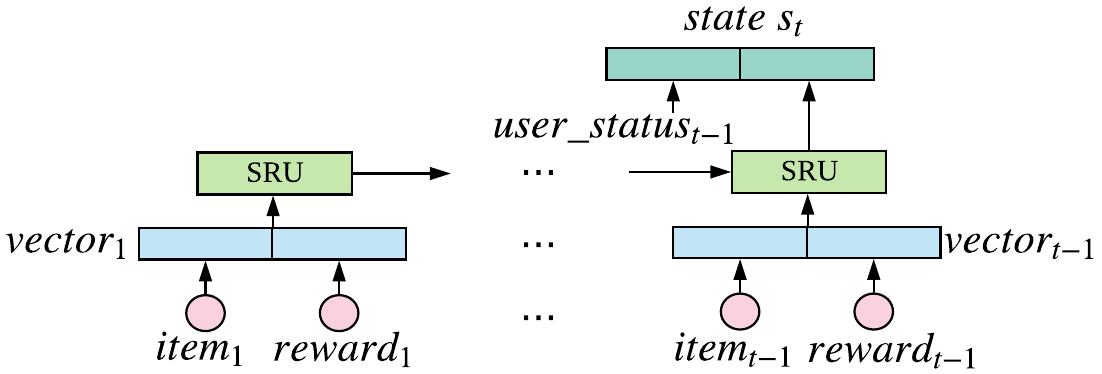 state s_t
user_status_{t-1}
SRU ... SRU
vector_1 ... vector_{t-1}
...
item_1 reward_1 item_{t-1} reward_{t-1}